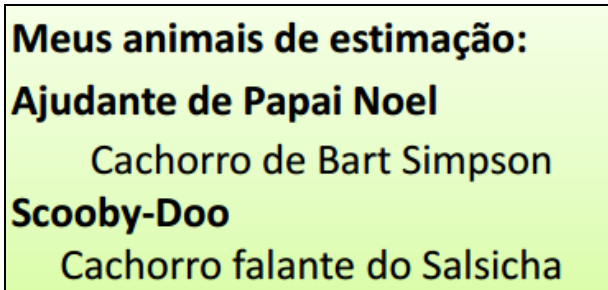 Meus animais de estimação:
Ajudante de Papai Noel
Cachorro de Bart Simpson
Scooby-Doo
Cachorro falante do Salsicha